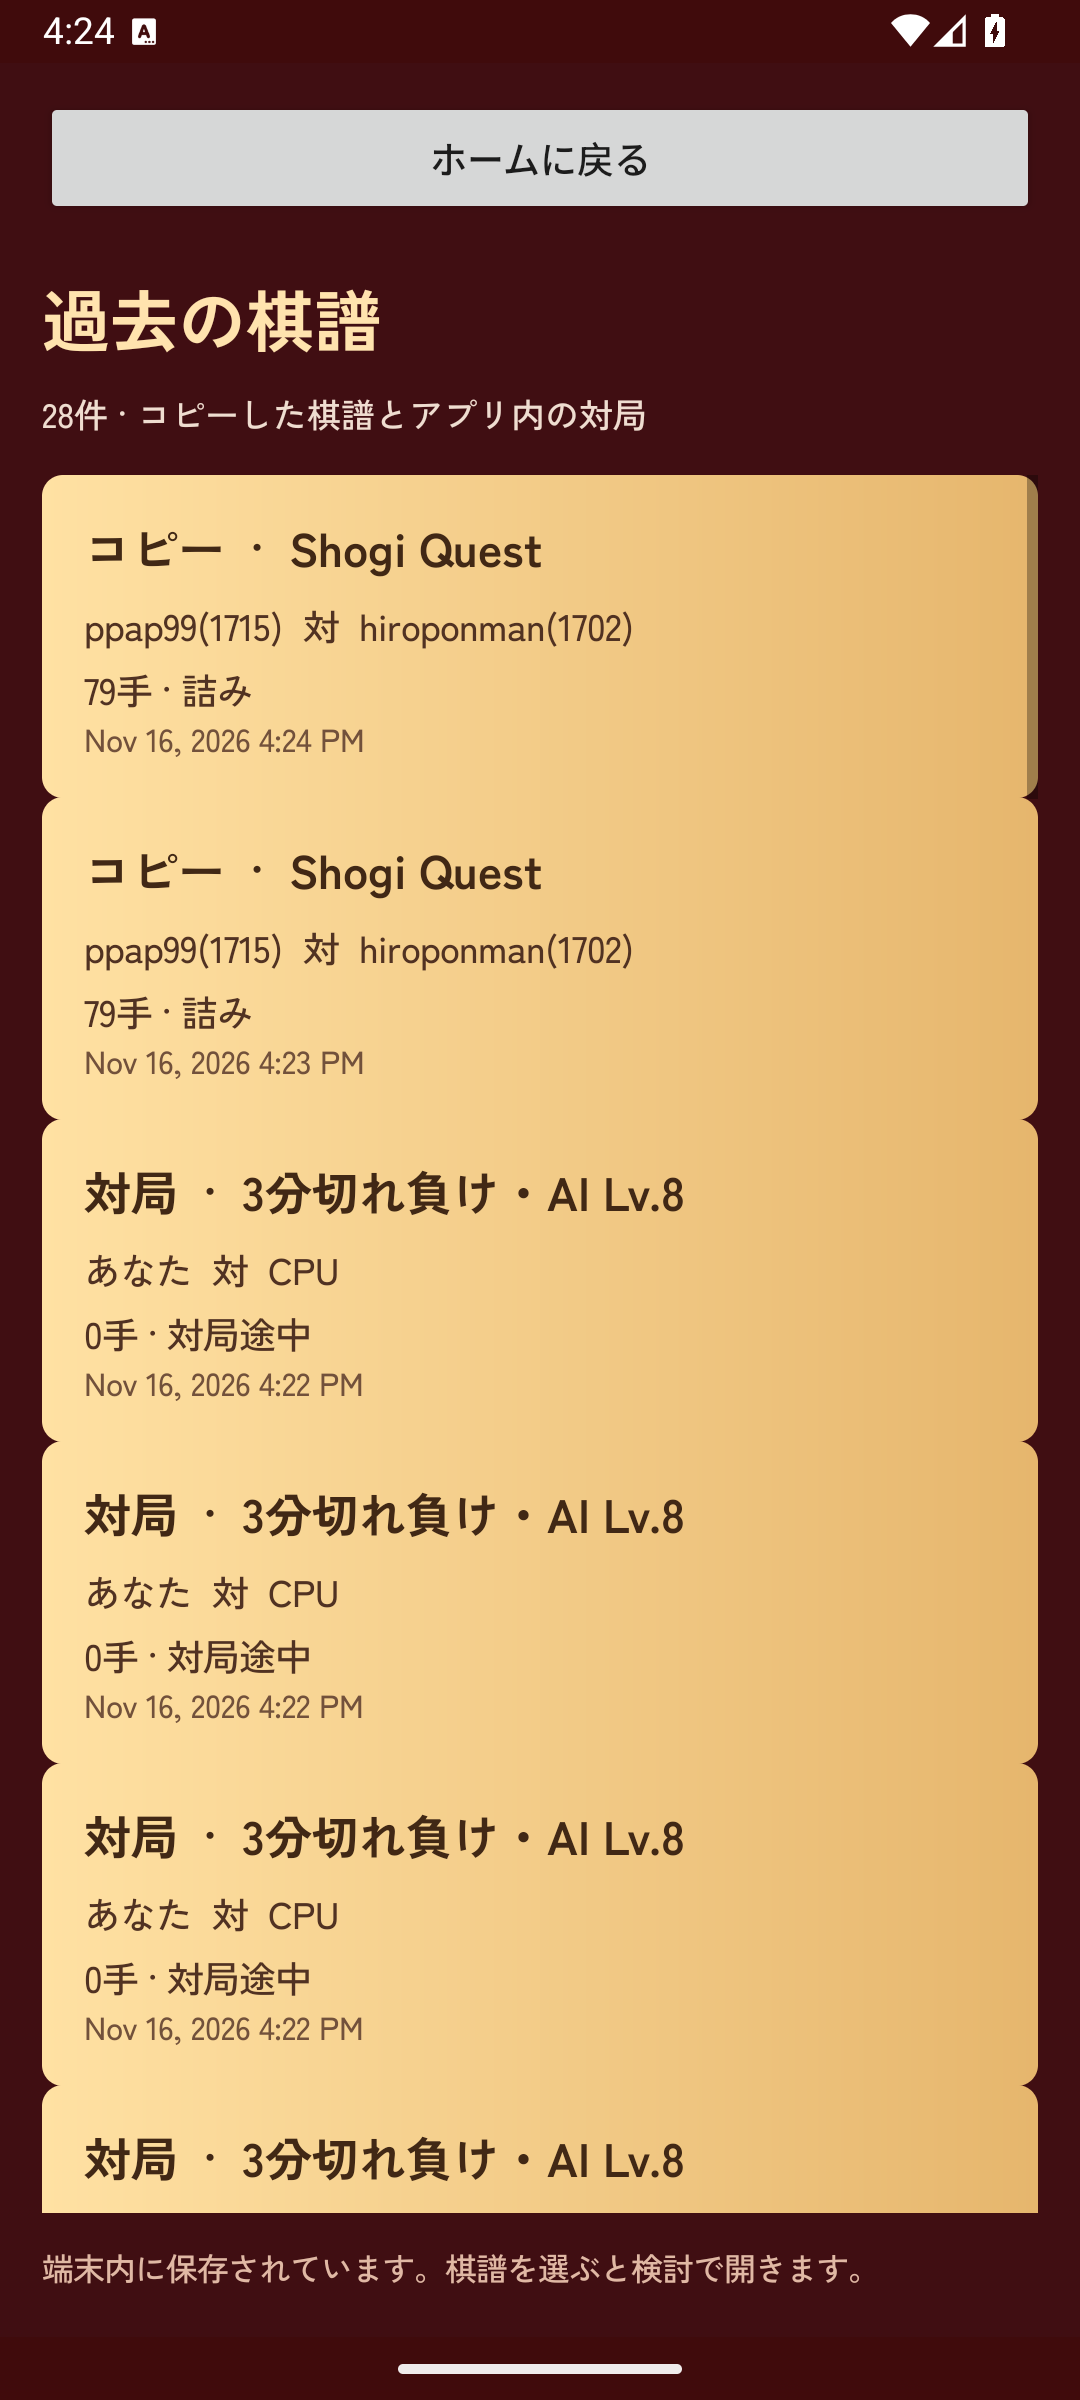 4:24
ホームに戻る
過去の棋譜
28件 · コピーした棋譜とアプリ内の対局
コピー · Shogi Quest
ppap99(1715) 対 hiroponman(1702)
79手 · 詰み
Nov 16, 2026 4:24 PM
コピー · Shogi Quest
ppap99(1715) 対 hiroponman(1702)
79手 · 詰み
Nov 16, 2026 4:23 PM
対局 · 3分切れ負け・AI Lv.8
あなた 対 CPU
0手 · 対局途中
Nov 16, 2026 4:22 PM
対局 · 3分切れ負け・AI Lv.8
あなた 対 CPU
0手 · 対局途中
Nov 16, 2026 4:22 PM
対局 · 3分切れ負け・AI Lv.8
あなた 対 CPU
0手 · 対局途中
Nov 16, 2026 4:22 PM
対局 · 3分切れ負け・AI Lv.8
端末内に保存されています。棋譜を選ぶと検討で開きます。